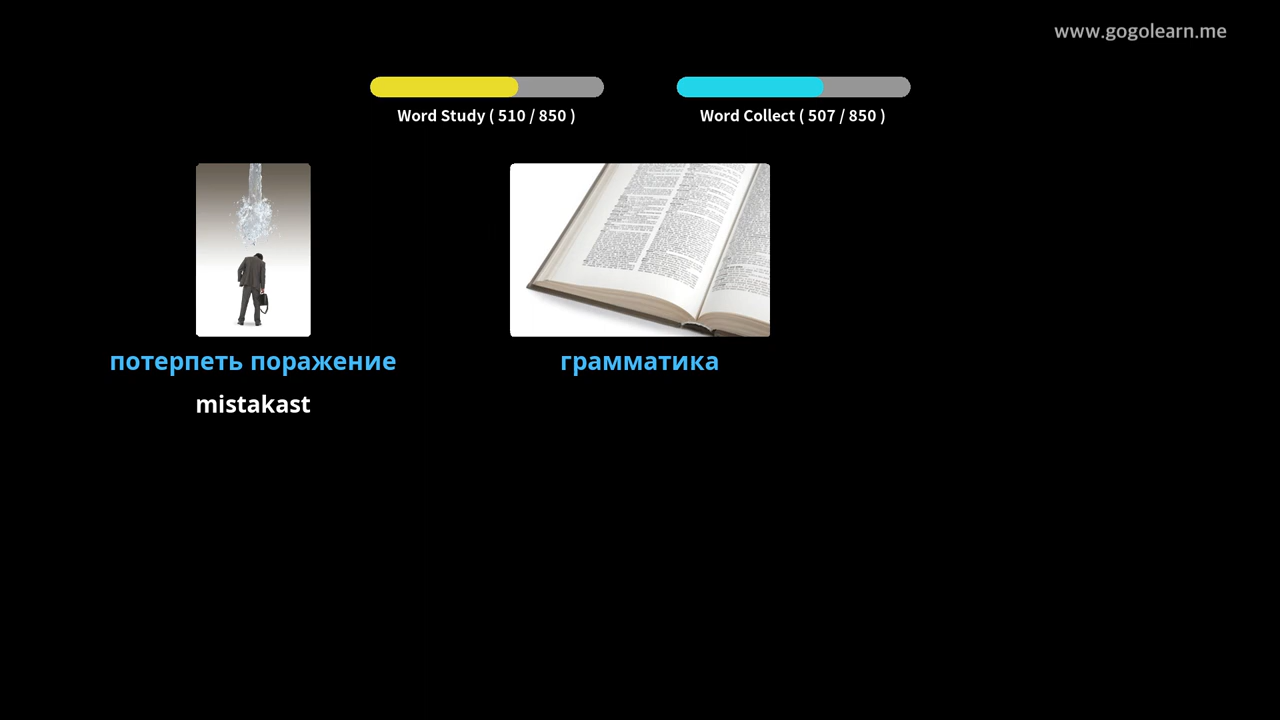 www.gogolearn.me
Word Study ( 510 / 850 )
Word Collect ( 507 / 850 )
потерпеть поражение
грамматика
mistakast